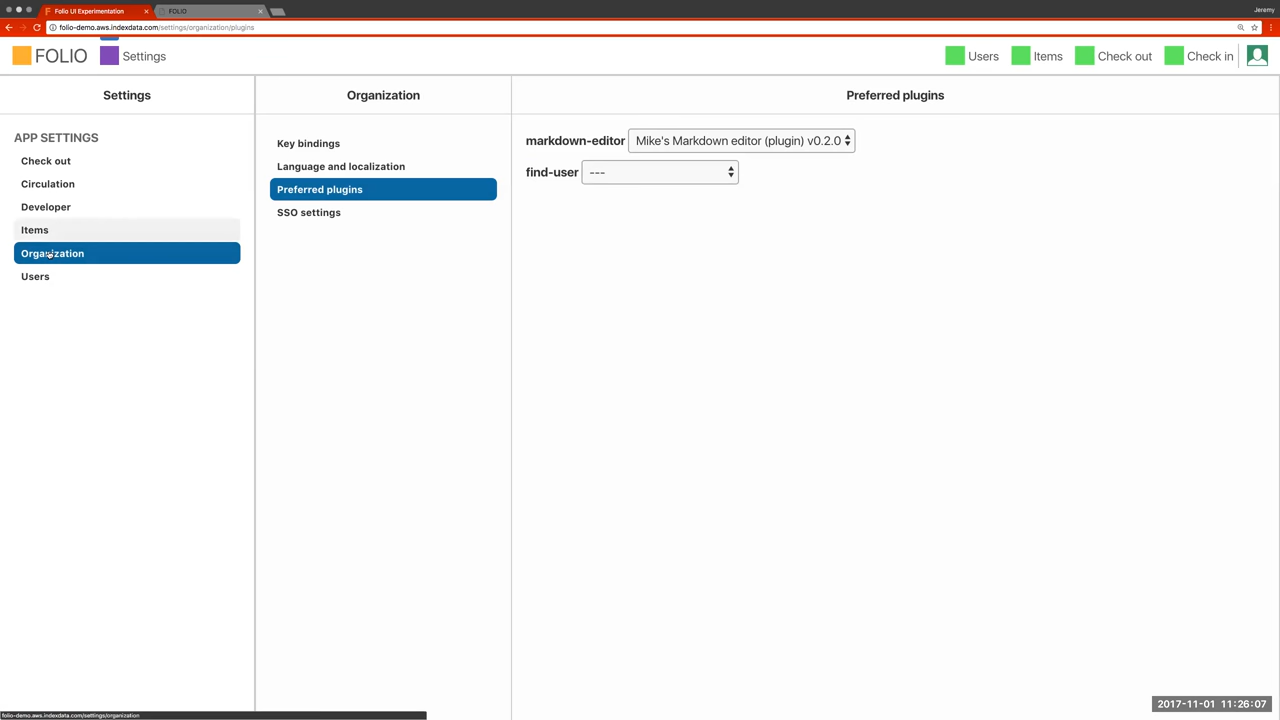 Folio UI Experimentation
FOLIO
Jeremy
folio-demo.aws.indexdata.com/settings/organization/plugins
FOLIO
Settings
Users
Items
Check out
Check in
Settings
Organization
Preferred plugins
APP SETTINGS
Check out
Circulation
Developer
Items
Organization
Users
Key bindings
Language and localization
Preferred plugins
SSO settings
markdown-editor Mike's Markdown editor (plugin) v0.2.0
find-user ---
folio-demo.aws.indexdata.com/settings/organization
2017-11-01 11:26:07